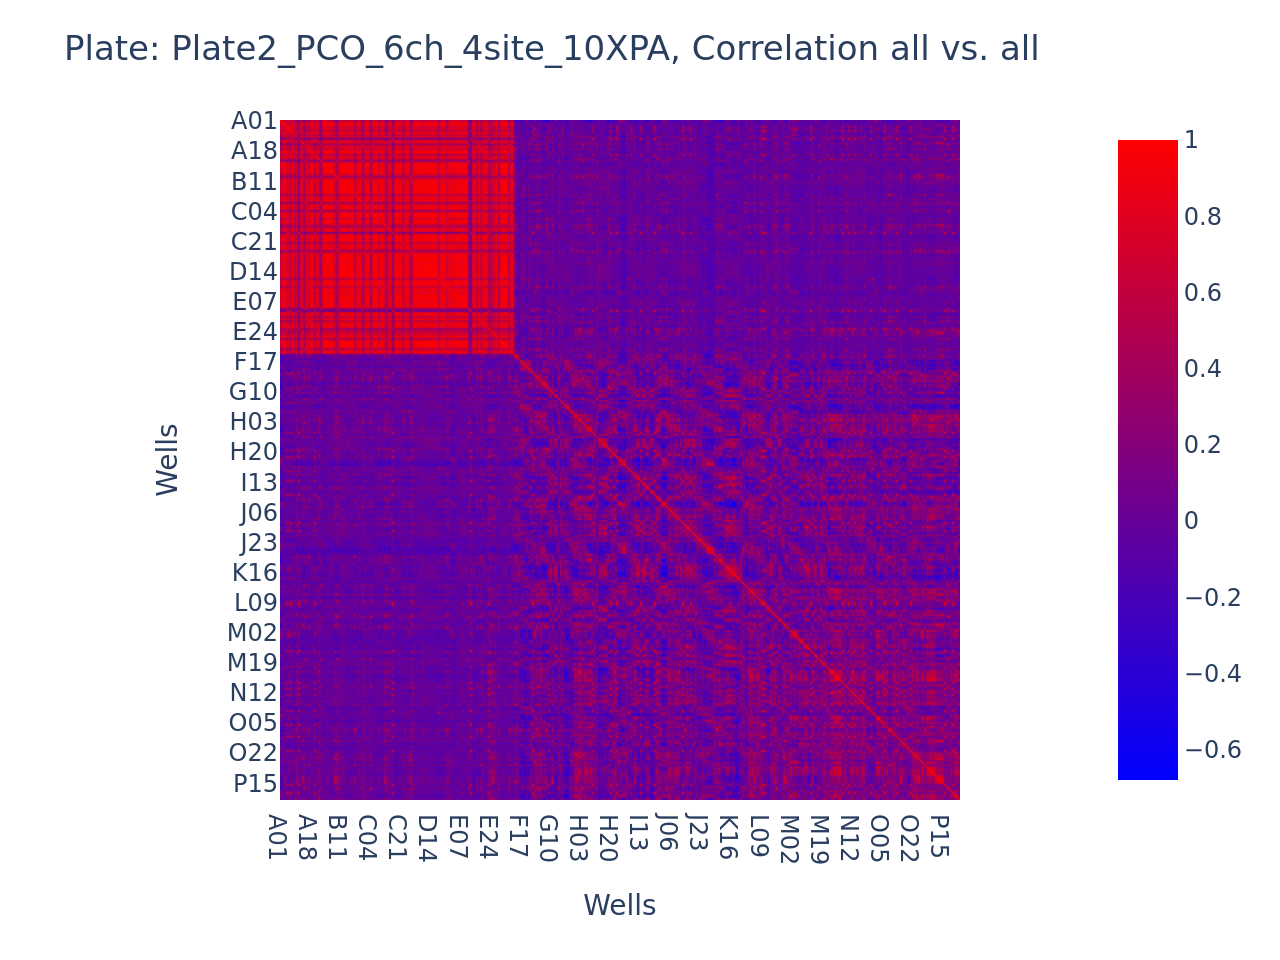 Plate: Plate2_PCO_6ch_4site_10XPA, Correlation all vs. all
A01
A18
B11
C04
C21
D14
E07
E24
F17
G10
H03
H20
I13
J06
J23
K16
L09
M02
M19
N12
O05
O22
P15
Wells
A01 A18 B11 C04 C21 D14 E07 E24 F17 G10 H03 H20 I13 J06 J23 K16 L09 M02 M19 N12 O05 O22 P15
Wells
1
0.8
0.6
0.4
0.2
0
−0.2
−0.4
−0.6